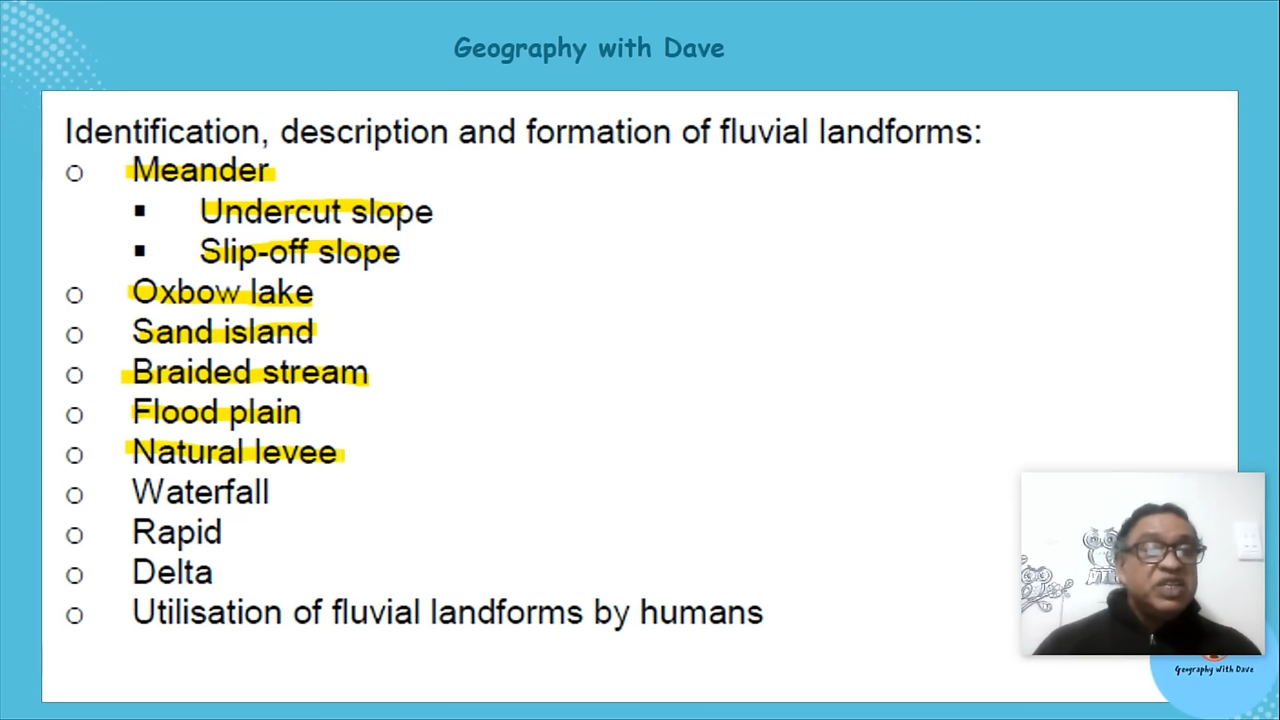 Geography with Dave
Identification, description and formation of fluvial landforms:
o Meander
▪ Undercut slope
▪ Slip-off slope
o Oxbow lake
o Sand island
o Braided stream
o Flood plain
o Natural levee
o Waterfall
o Rapid
o Delta
o Utilisation of fluvial landforms by humans
Geography with Dave